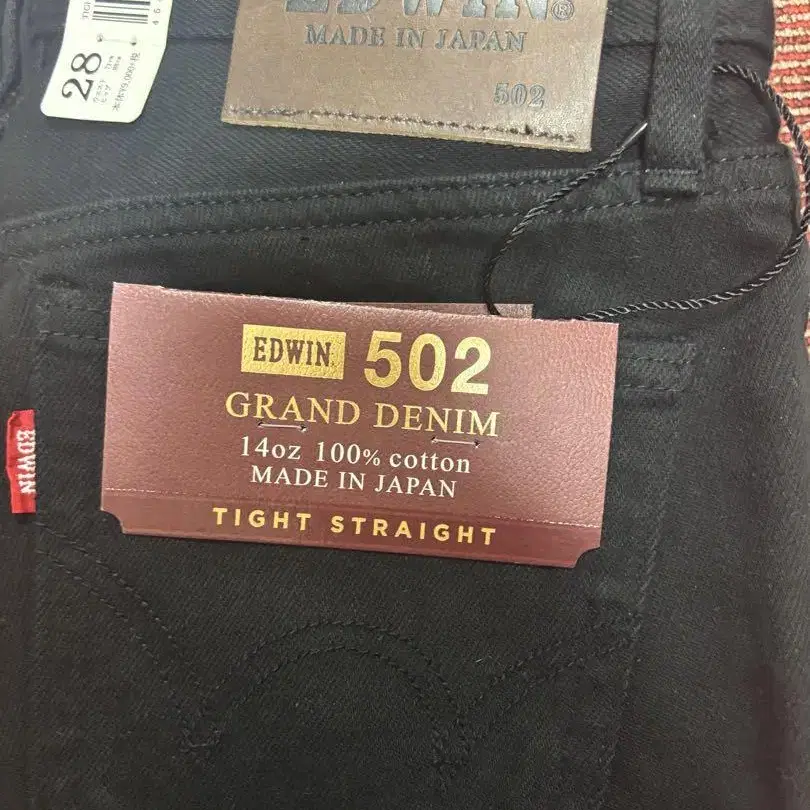 TIGH
28
EDWIN®
MADE IN JAPAN
502
EDWIN 502
GRAND DENIM
14oz 100% cotton
MADE IN JAPAN
TIGHT STRAIGHT
EDWIN